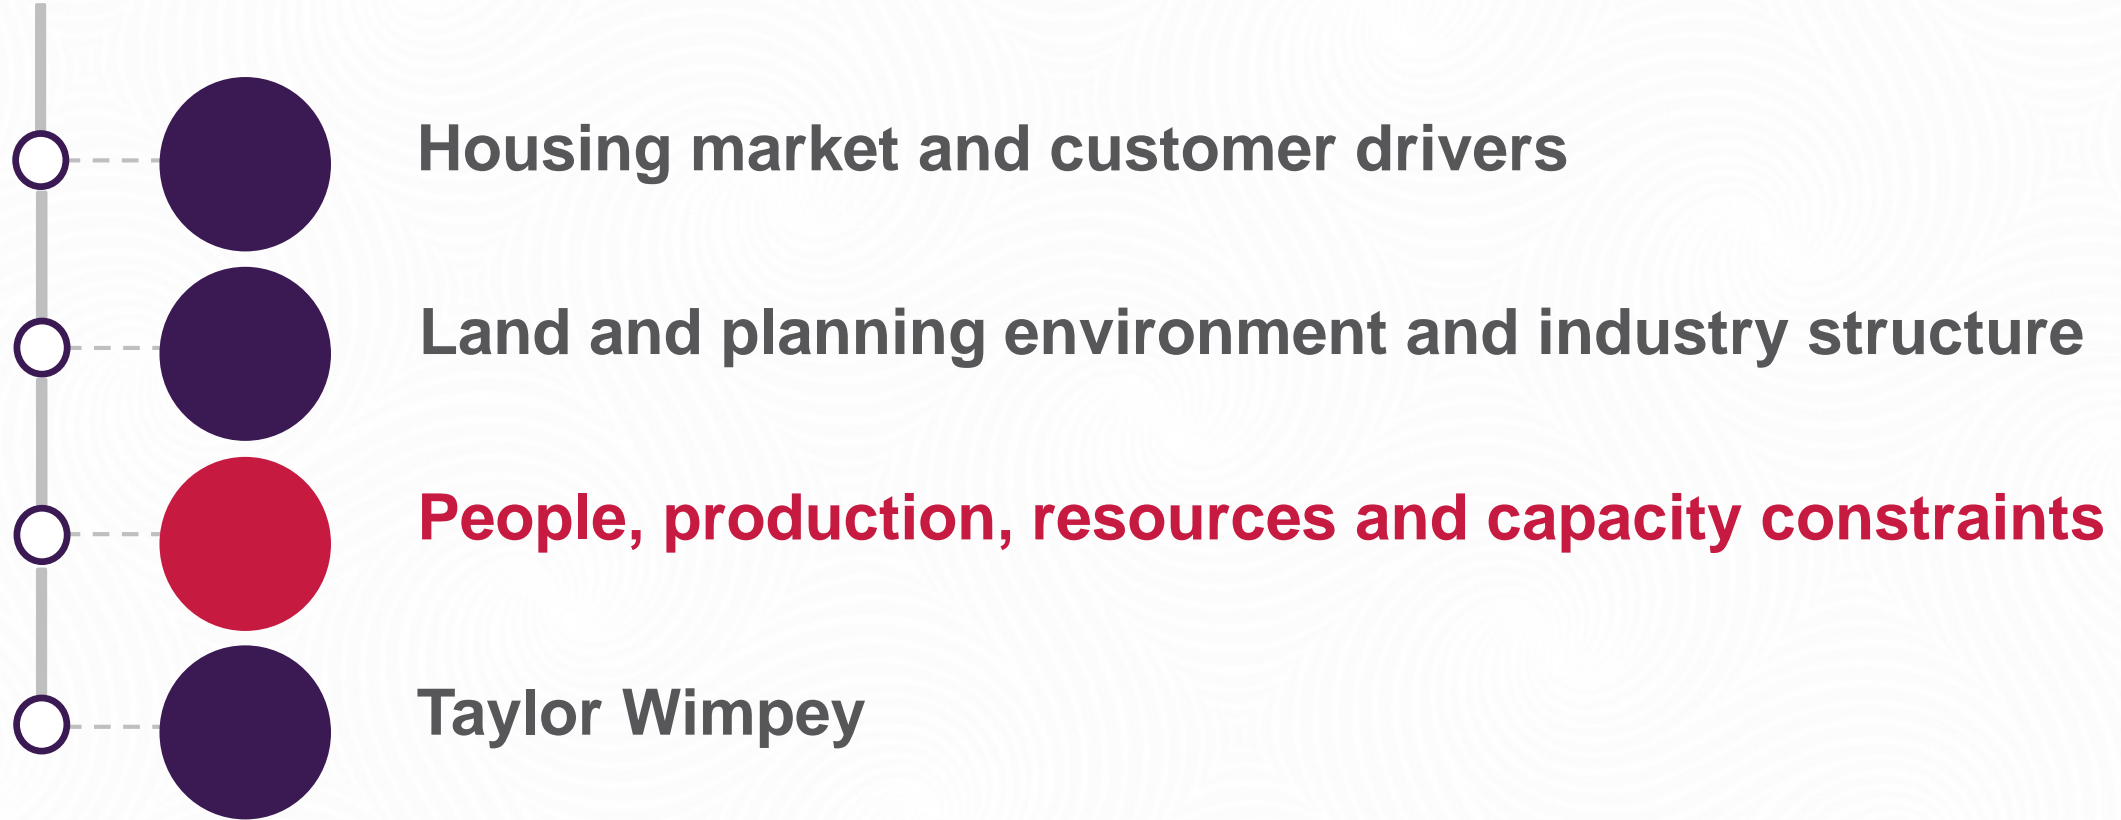 Housing market and customer drivers
Land and planning environment and industry structure
People, production, resources and capacity constraints
Taylor Wimpey